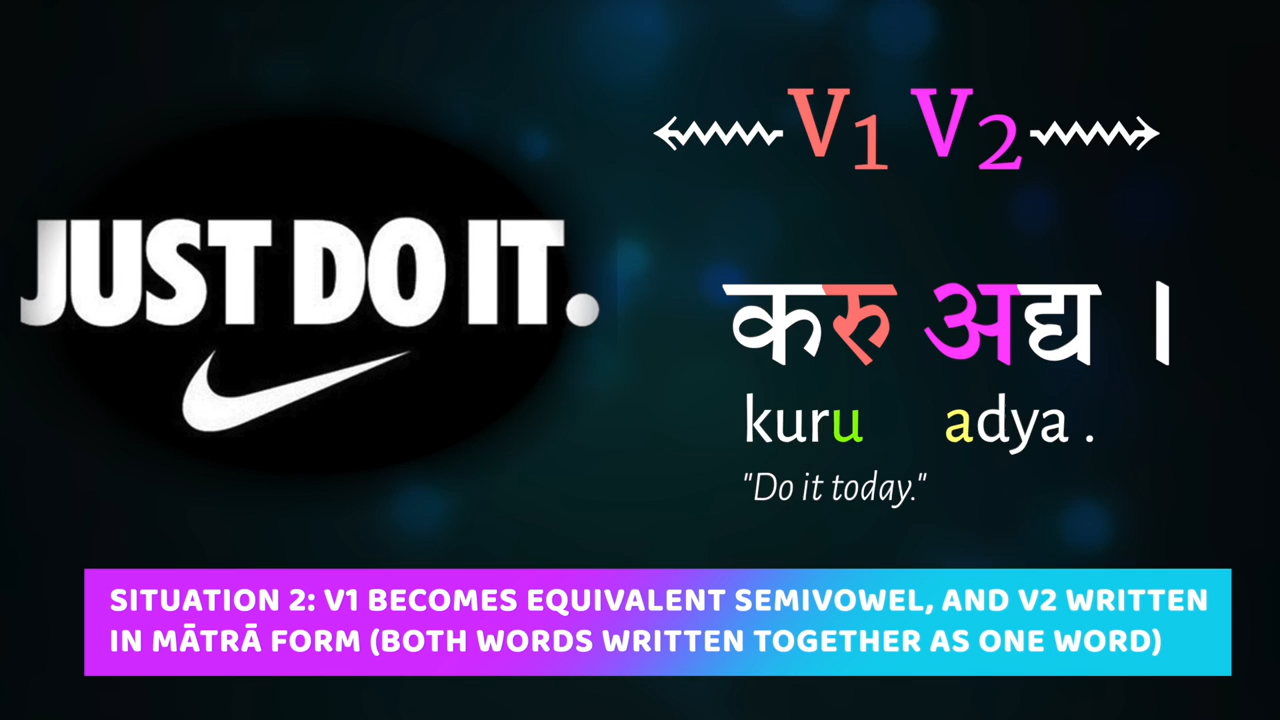 JUST DO IT.
V1 V2
करु अद्य ।
kuru adya .
"Do it today."
SITUATION 2: V1 BECOMES EQUIVALENT SEMIVOWEL, AND V2 WRITTEN
IN MĀTRĀ FORM (BOTH WORDS WRITTEN TOGETHER AS ONE WORD)